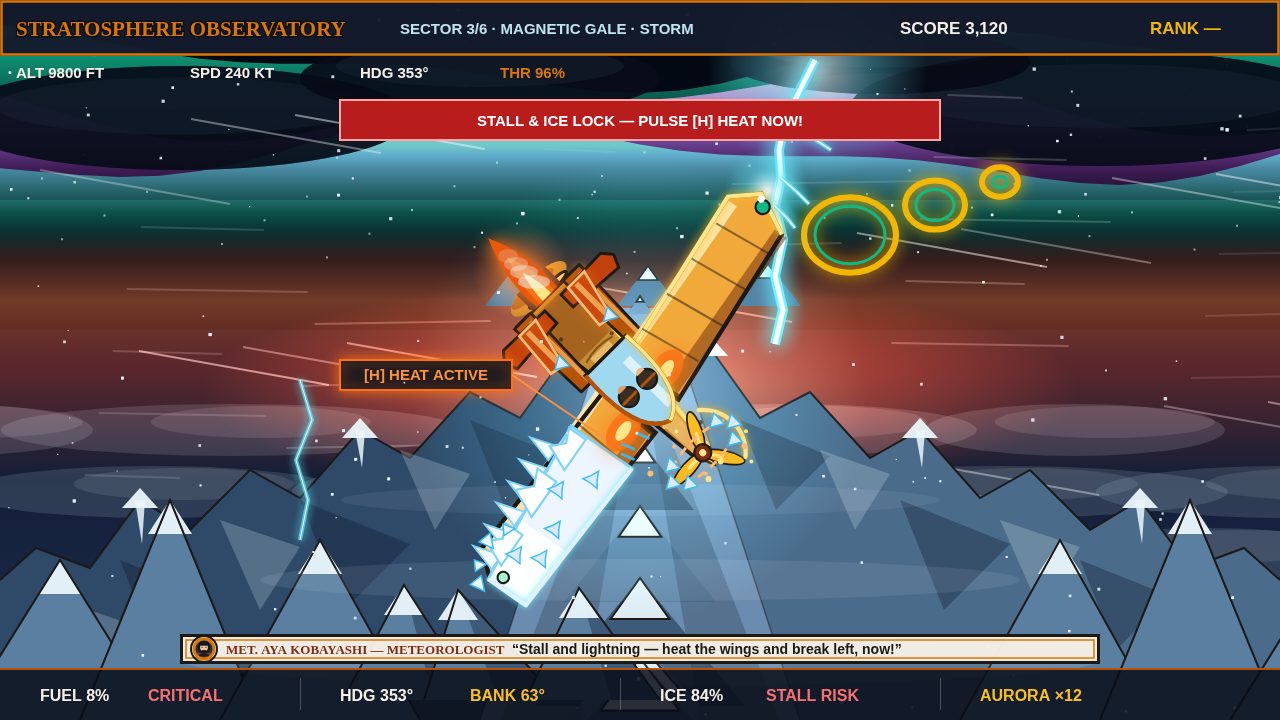 STRATOSPHERE OBSERVATORY
SECTOR 3/6 · MAGNETIC GALE · STORM
SCORE 3,120
RANK —
· ALT 9800 FT
SPD 240 KT
HDG 353°
THR 96%
STALL & ICE LOCK — PULSE [H] HEAT NOW!
[H] HEAT ACTIVE
MET. AYA KOBAYASHI — METEOROLOGIST “Stall and lightning — heat the wings and break left, now!”
FUEL 8%
CRITICAL
HDG 353°
BANK 63°
ICE 84%
STALL RISK
AURORA ×12